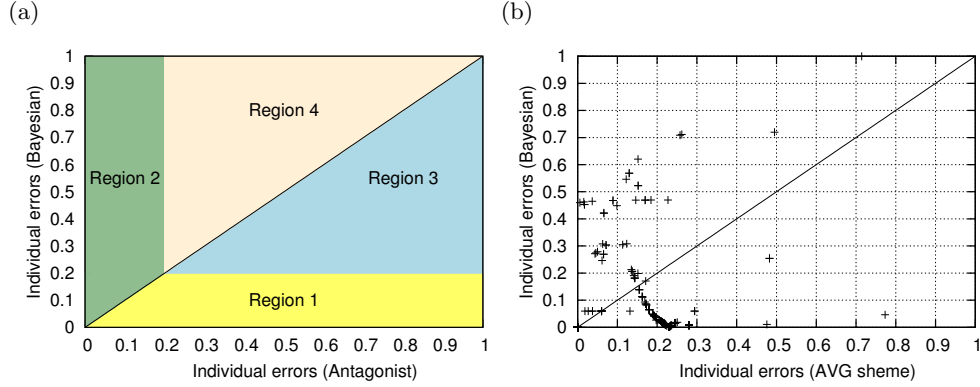 (a)
(b)
Individual errors (Bayesian)
1
0.9
0.8
0.7
0.6
0.5
0.4
0.3
0.2
0.1
0
Region 4
Region 2
Region 3
Region 1
0 0.1 0.2 0.3 0.4 0.5 0.6 0.7 0.8 0.9 1
Individual errors (Antagonist)
Individual errors (Bayesian)
1
0.9
0.8
0.7
0.6
0.5
0.4
0.3
0.2
0.1
0
0 0.1 0.2 0.3 0.4 0.5 0.6 0.7 0.8 0.9 1
Individual errors (AVG sheme)